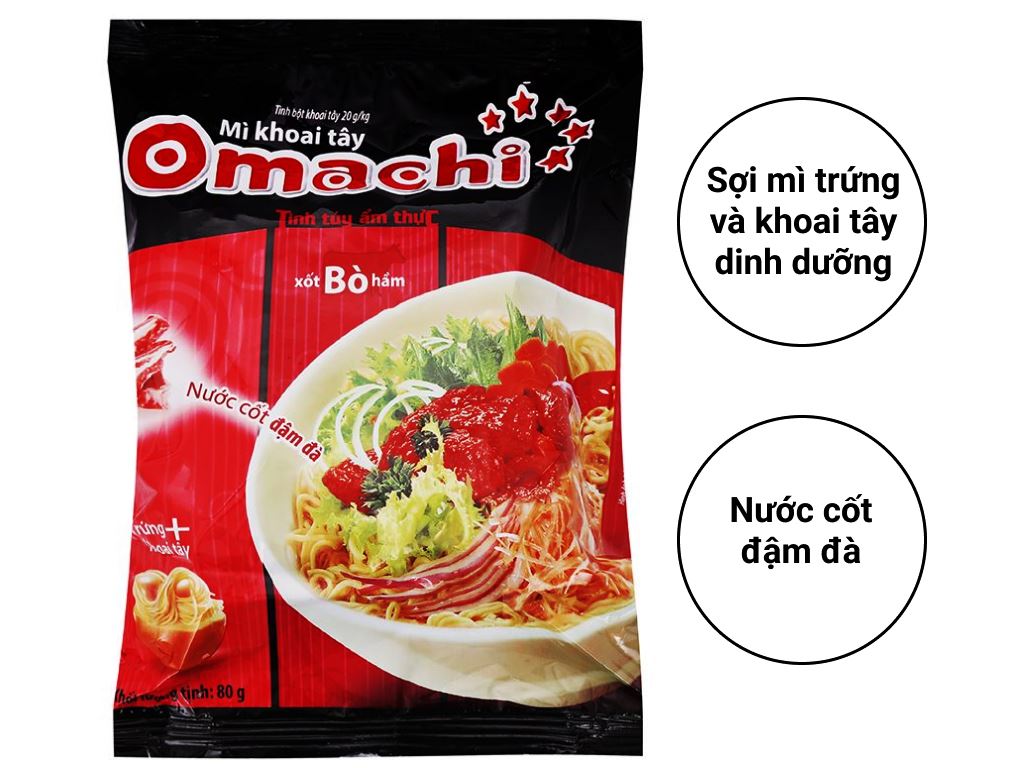 Tinh bột khoai tây 20 g/kg
Mì khoai tây
Omachi
Tinh túy ẩm thực
xốt Bò hầm
Nước cốt đậm đà
trứng+
khoai tây
Khối lượng tịnh: 80 g
Sợi mì trứng
và khoai tây
dinh dưỡng
Nước cốt
đậm đà